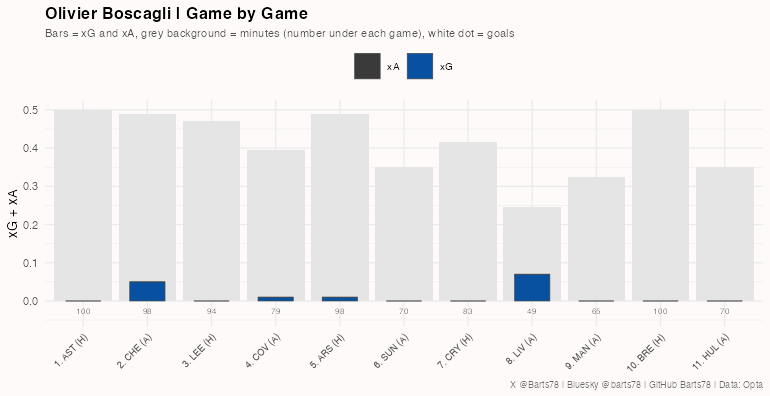 Olivier Boscagli | Game by Game
Bars = xG and xA, grey background = minutes (number under each game), white dot = goals
xA xG
xG + xA
0.5
0.4
0.3
0.2
0.1
0.0
100 98 94 79 98 70 83 49 65 100 70
1. AST (H) 2. CHE (A) 3. LEE (H) 4. COV (A) 5. ARS (H) 6. SUN (A) 7. CRY (H) 8. LIV (A) 9. MAN (A) 10. BRE (H) 11. HUL (A)
X @Barts78 | Bluesky @barts78 | GitHub Barts78 | Data: Opta